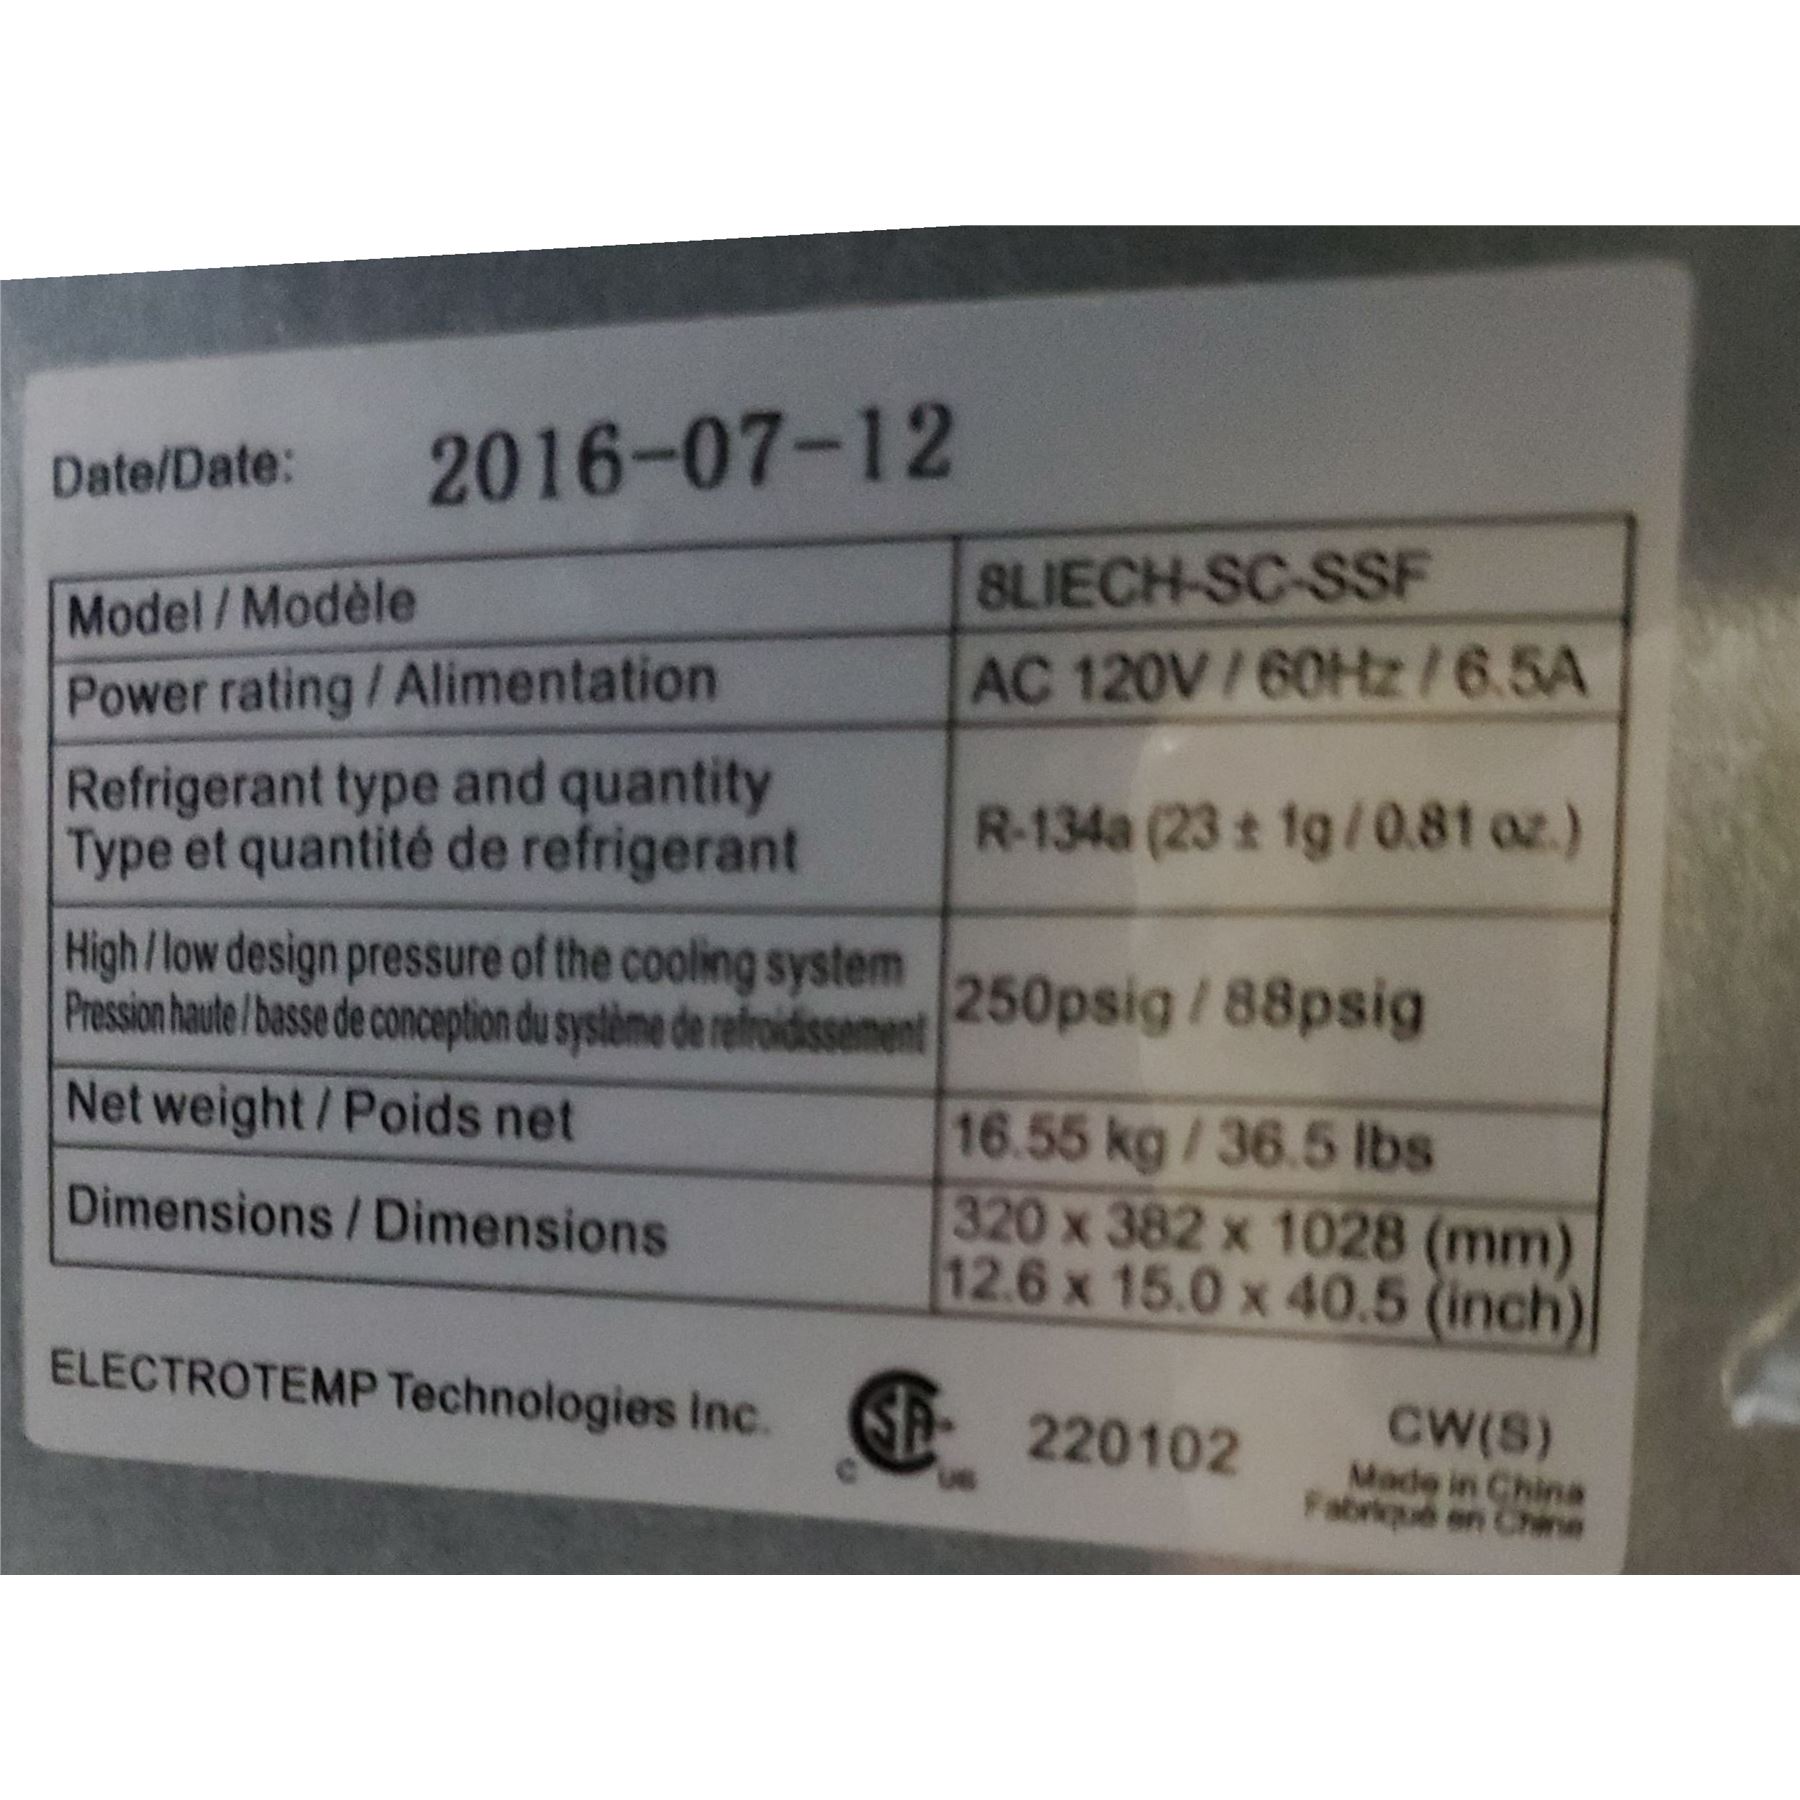 Date/Date: 2016-07-12
Model / Modèle 8LIECH-SC-SSF
Power rating / Alimentation AC 120V / 60Hz / 6.5A
Refrigerant type and quantity
Type et quantité de refrigerant
R-134a (23 ± 1g / 0.81 oz.)
High / low design pressure of the cooling system
Pression haute / basse de conception du système de refroidissement
250psig / 88psig
Net weight / Poids net 16.55 kg / 36.5 lbs
Dimensions / Dimensions
320 x 382 x 1028 (mm)
12.6 x 15.0 x 40.5 (inch)
ELECTROTEMP Technologies Inc. C SA US 220102 CW(S)
Made in China
Fabriqué en Chine